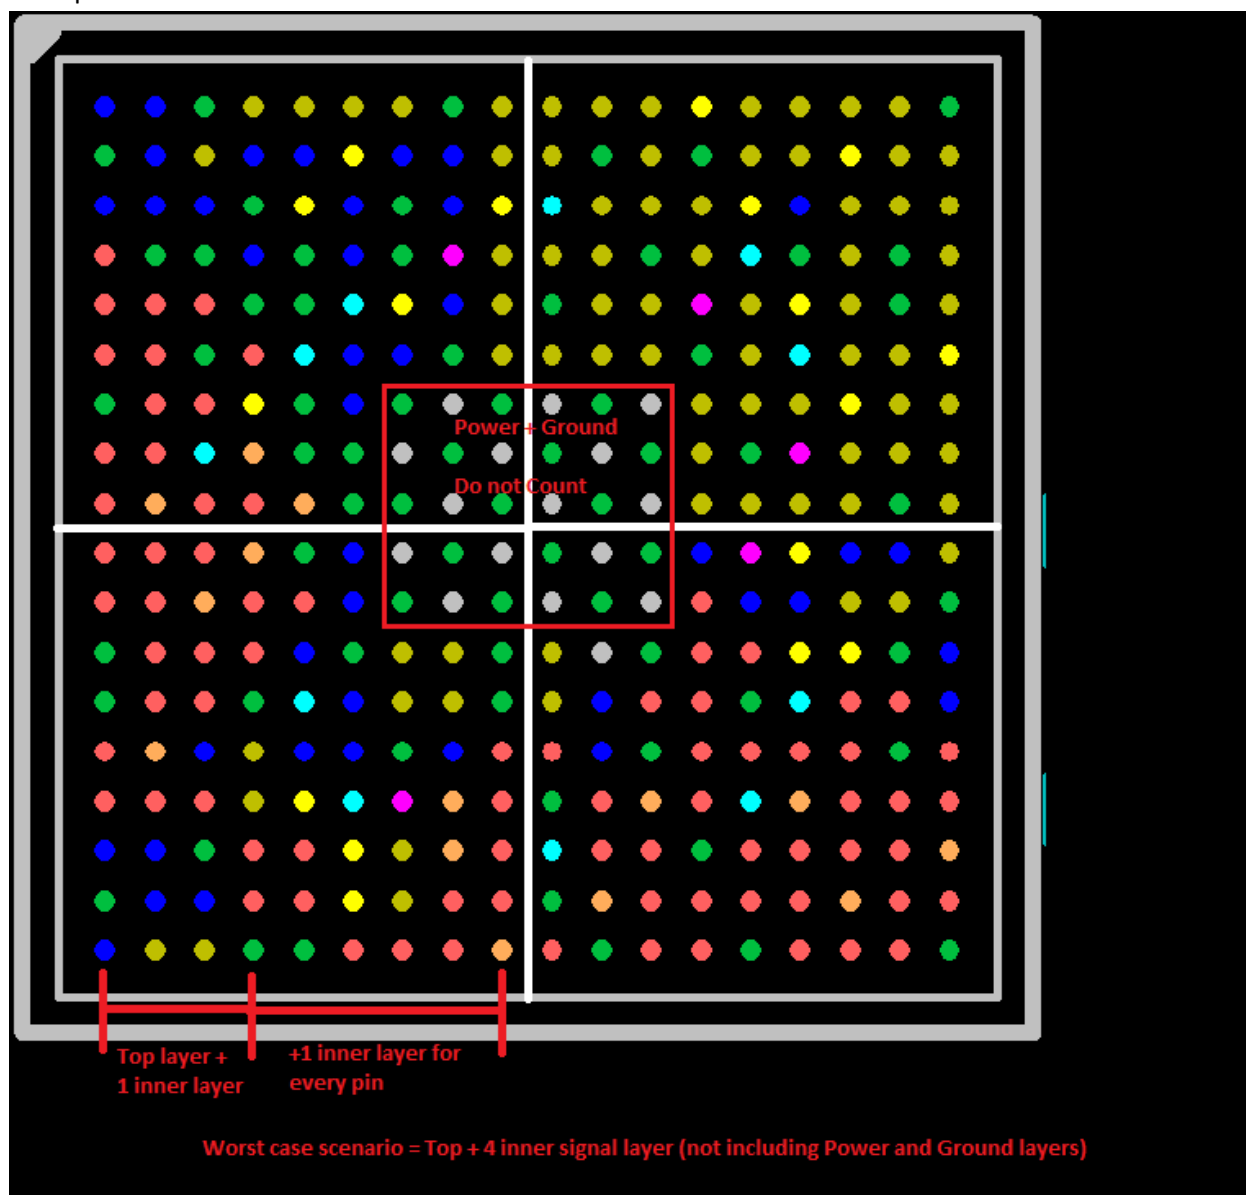 Power + Ground
Do not Count
Top layer +
1 inner layer
+1 inner layer for
every pin
Worst case scenario = Top + 4 inner signal layer (not including Power and Ground layers)